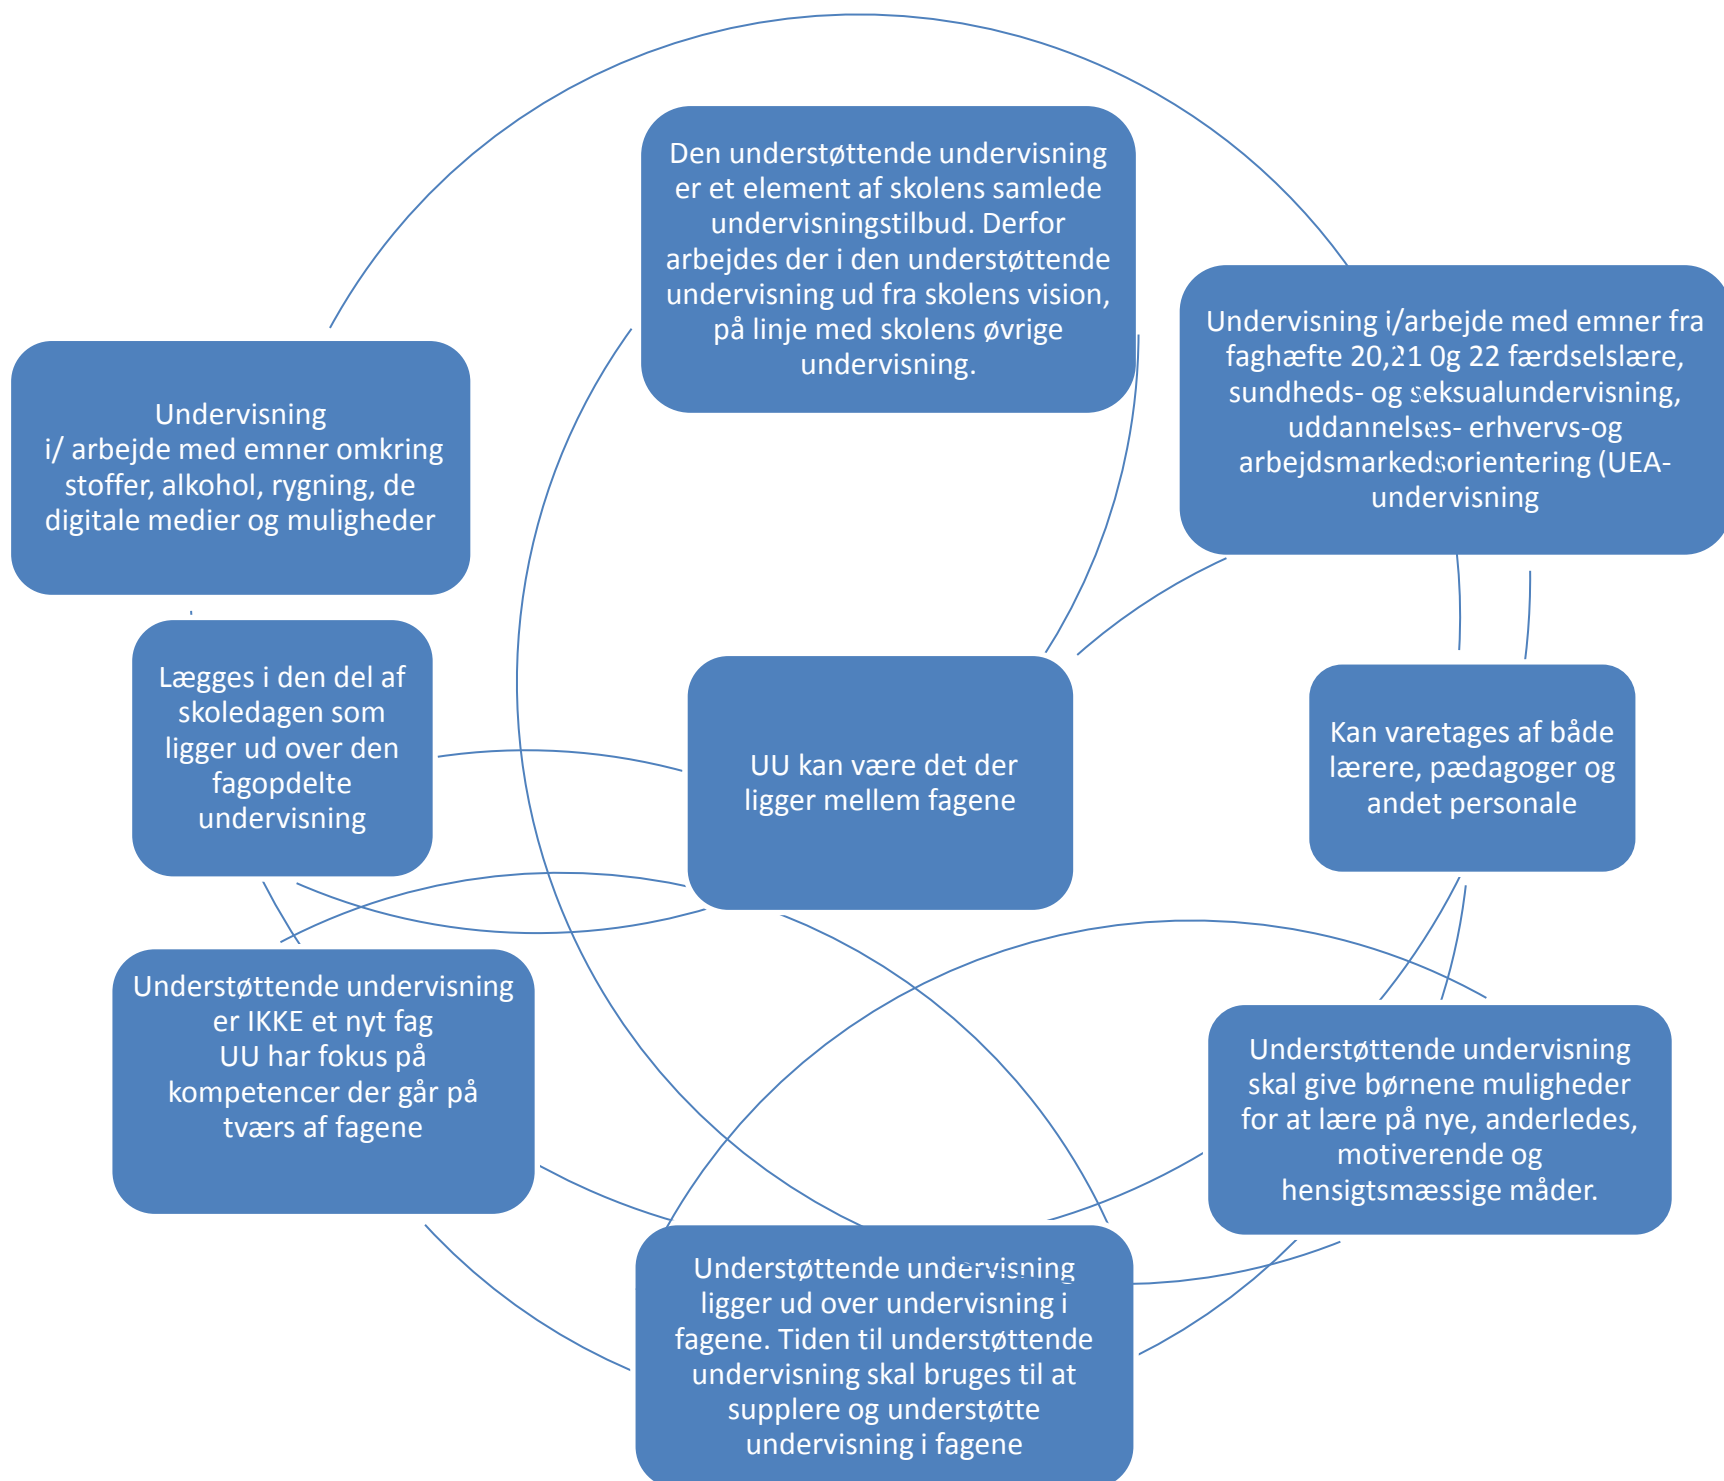 Den understøttende undervisning
er et element af skolens samlede
undervisningstilbud. Derfor
arbejdes der i den understøttende
undervisning ud fra skolens vision,
på linje med skolens øvrige
undervisning.
Undervisning i/arbejde med emner fra
faghæfte 20,21 0g 22 færdselslære,
sundheds- og seksualundervisning,
uddannelses- erhvervs-og
arbejdsmarkedsorientering (UEA-
undervisning
Undervisning
i/ arbejde med emner omkring
stoffer, alkohol, rygning, de
digitale medier og muligheder
Lægges i den del af
skoledagen som
ligger ud over den
fagopdelte
undervisning
UU kan være det der
ligger mellem fagene
Kan varetages af både
lærere, pædagoger og
andet personale
Understøttende undervisning
er IKKE et nyt fag
UU har fokus på
kompetencer der går på
tværs af fagene
Understøttende undervisning
skal give børnene muligheder
for at lære på nye, anderledes,
motiverende og
hensigtsmæssige måder.
Understøttende undervisning
ligger ud over undervisning i
fagene. Tiden til understøttende
undervisning skal bruges til at
supplere og understøtte
undervisning i fagene